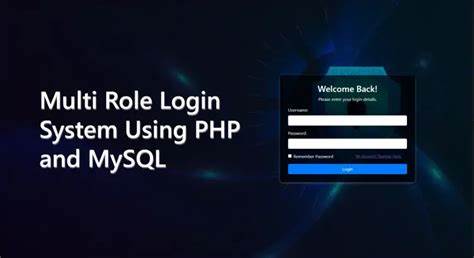 Multi Role Login
System Using PHP
and MySQL
Welcome Back!
Please enter your login details.
Username:
Password:
Remember Password
Login